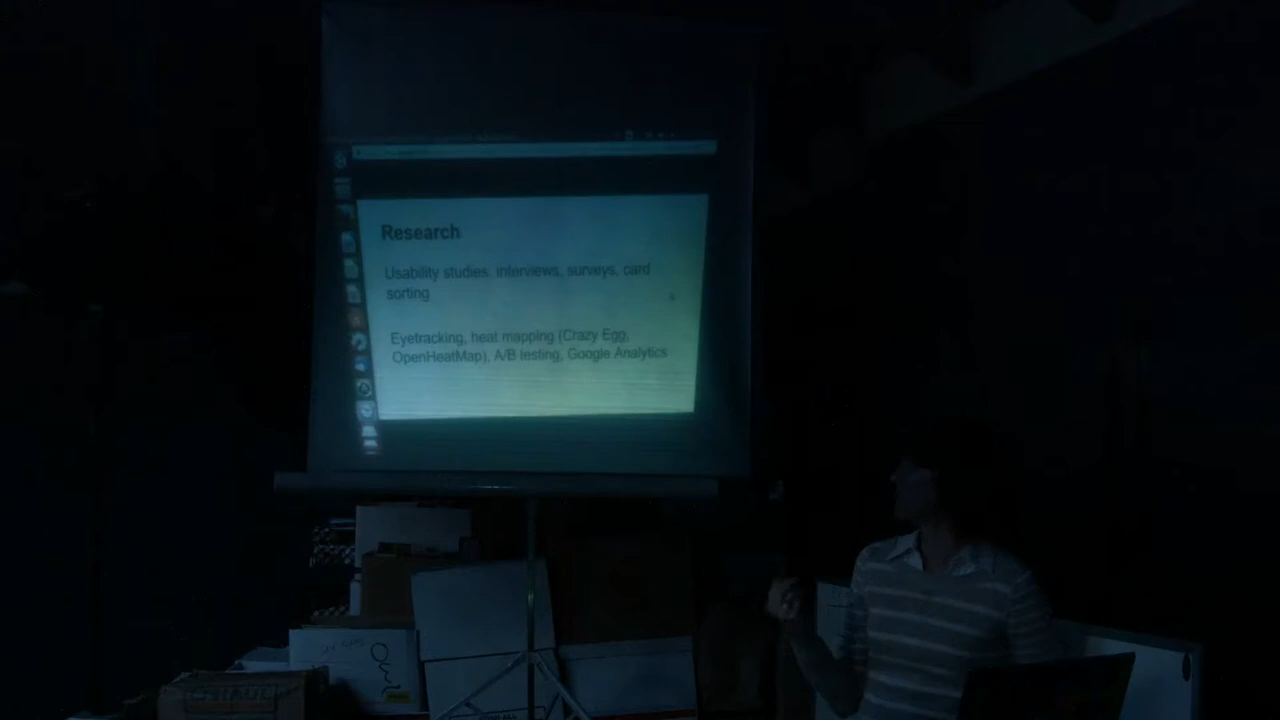 Research
Usability studies, interviews, surveys, card
sorting
Eyetracking, heat mapping (Crazy Egg,
OpenHeatMap), A/B testing, Google Analytics